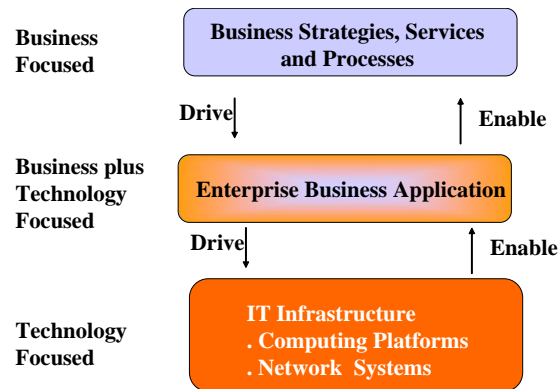 Business
Focused
Business Strategies, Services
and Processes
Drive
Enable
Business plus
Technology
Focused
Enterprise Business Application
Drive
Enable
Technology
Focused
IT Infrastructure
. Computing Platforms
. Network Systems